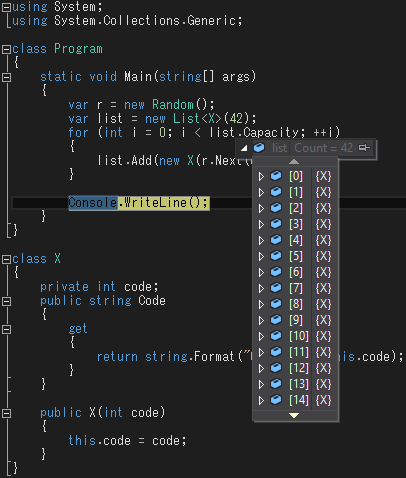 using System;
using System.Collections.Generic;
class Program
{
static void Main(string[] args)
{
var r = new Random();
var list = new List<X>(42);
for (int i = 0; i < list.Capacity; ++i)
{
list Count = 42
list.Add(new X(r.Next(
}
Console.WriteLine();
}
}
[0] {X}
[1] {X}
[2] {X}
[3] {X}
[4] {X}
[5] {X}
[6] {X}
[7] {X}
[8] {X}
[9] {X}
[10] {X}
[11] {X}
[12] {X}
[13] {X}
[14] {X}
class X
{
private int code;
public string Code
{
get
{
return string.Format(" this.code);
}
}
public X(int code)
{
this.code = code;
}
}